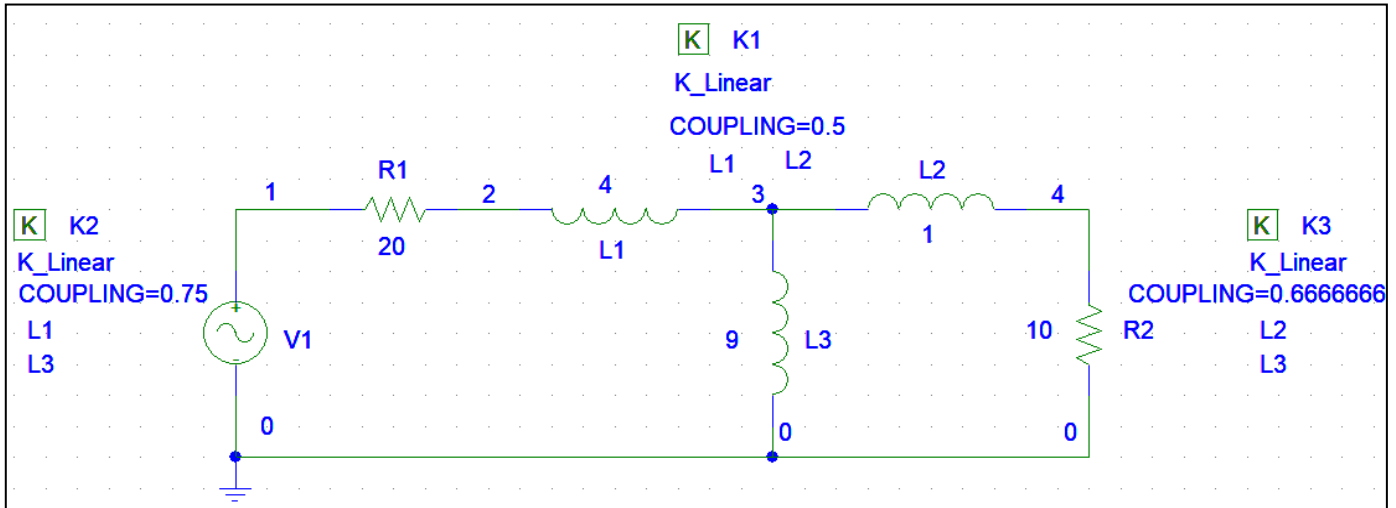 K K1
K_Linear
COUPLING=0.5
L1 L2
R1
4
L2
1
2
3
4
K K2
K_Linear
COUPLING=0.75
L1
L3
20
L1
1
K K3
K_Linear
COUPLING=0.6666666
L2
L3
+
-
V1
9
L3
10
R2
0
0
0